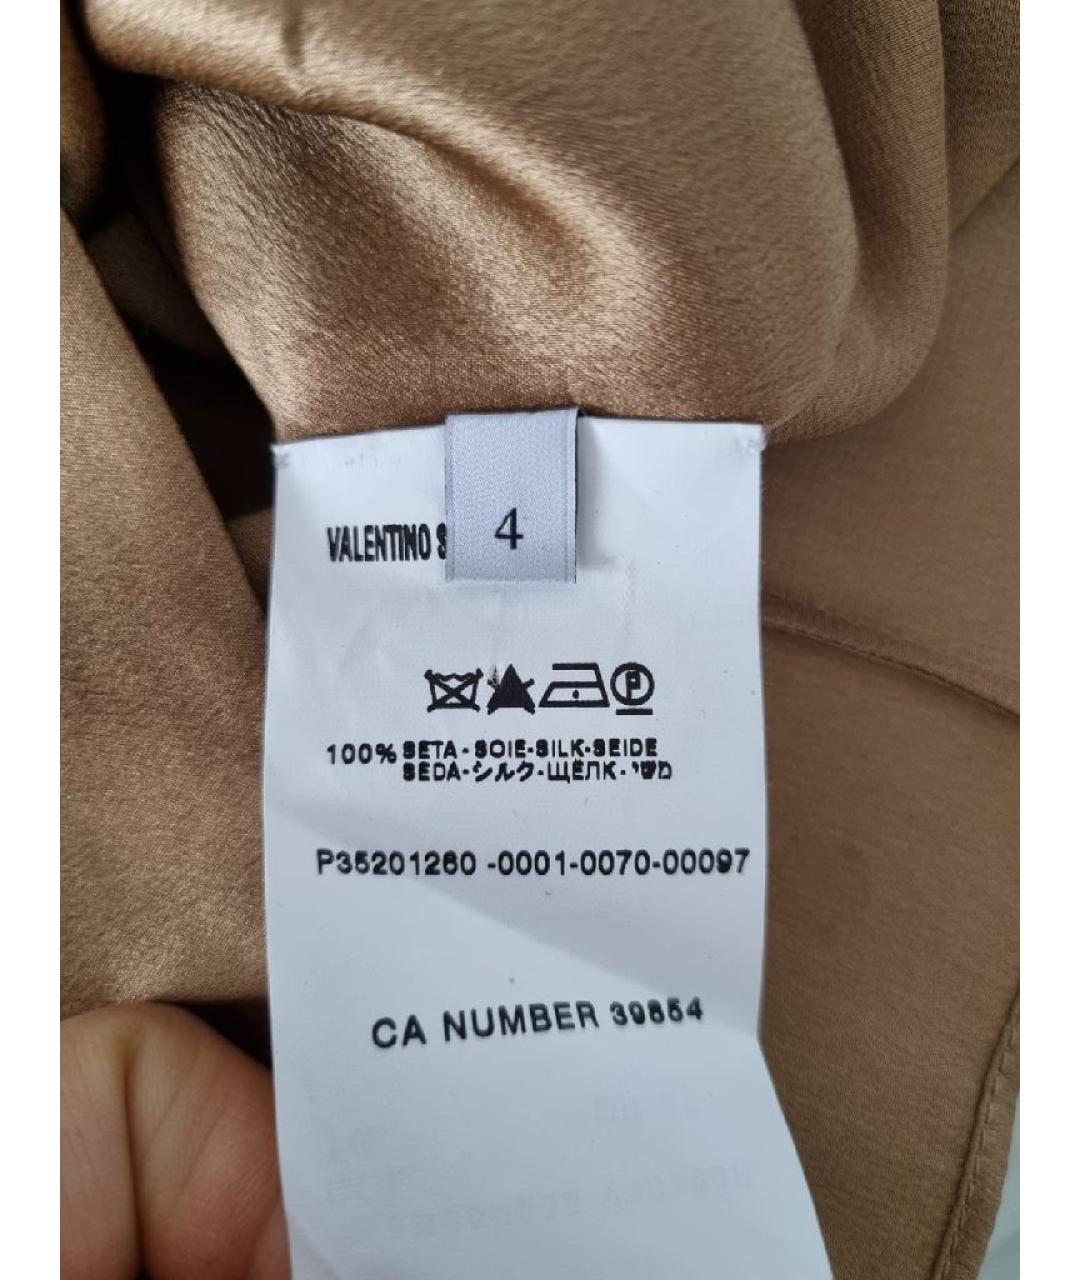 VALENTINO S
4
100% SETA-SOIE-SILK-SEIDE
SEDA-シルク-ЩЁЛК-משי
P35201260 -0001-0070-00097
CA NUMBER 39854